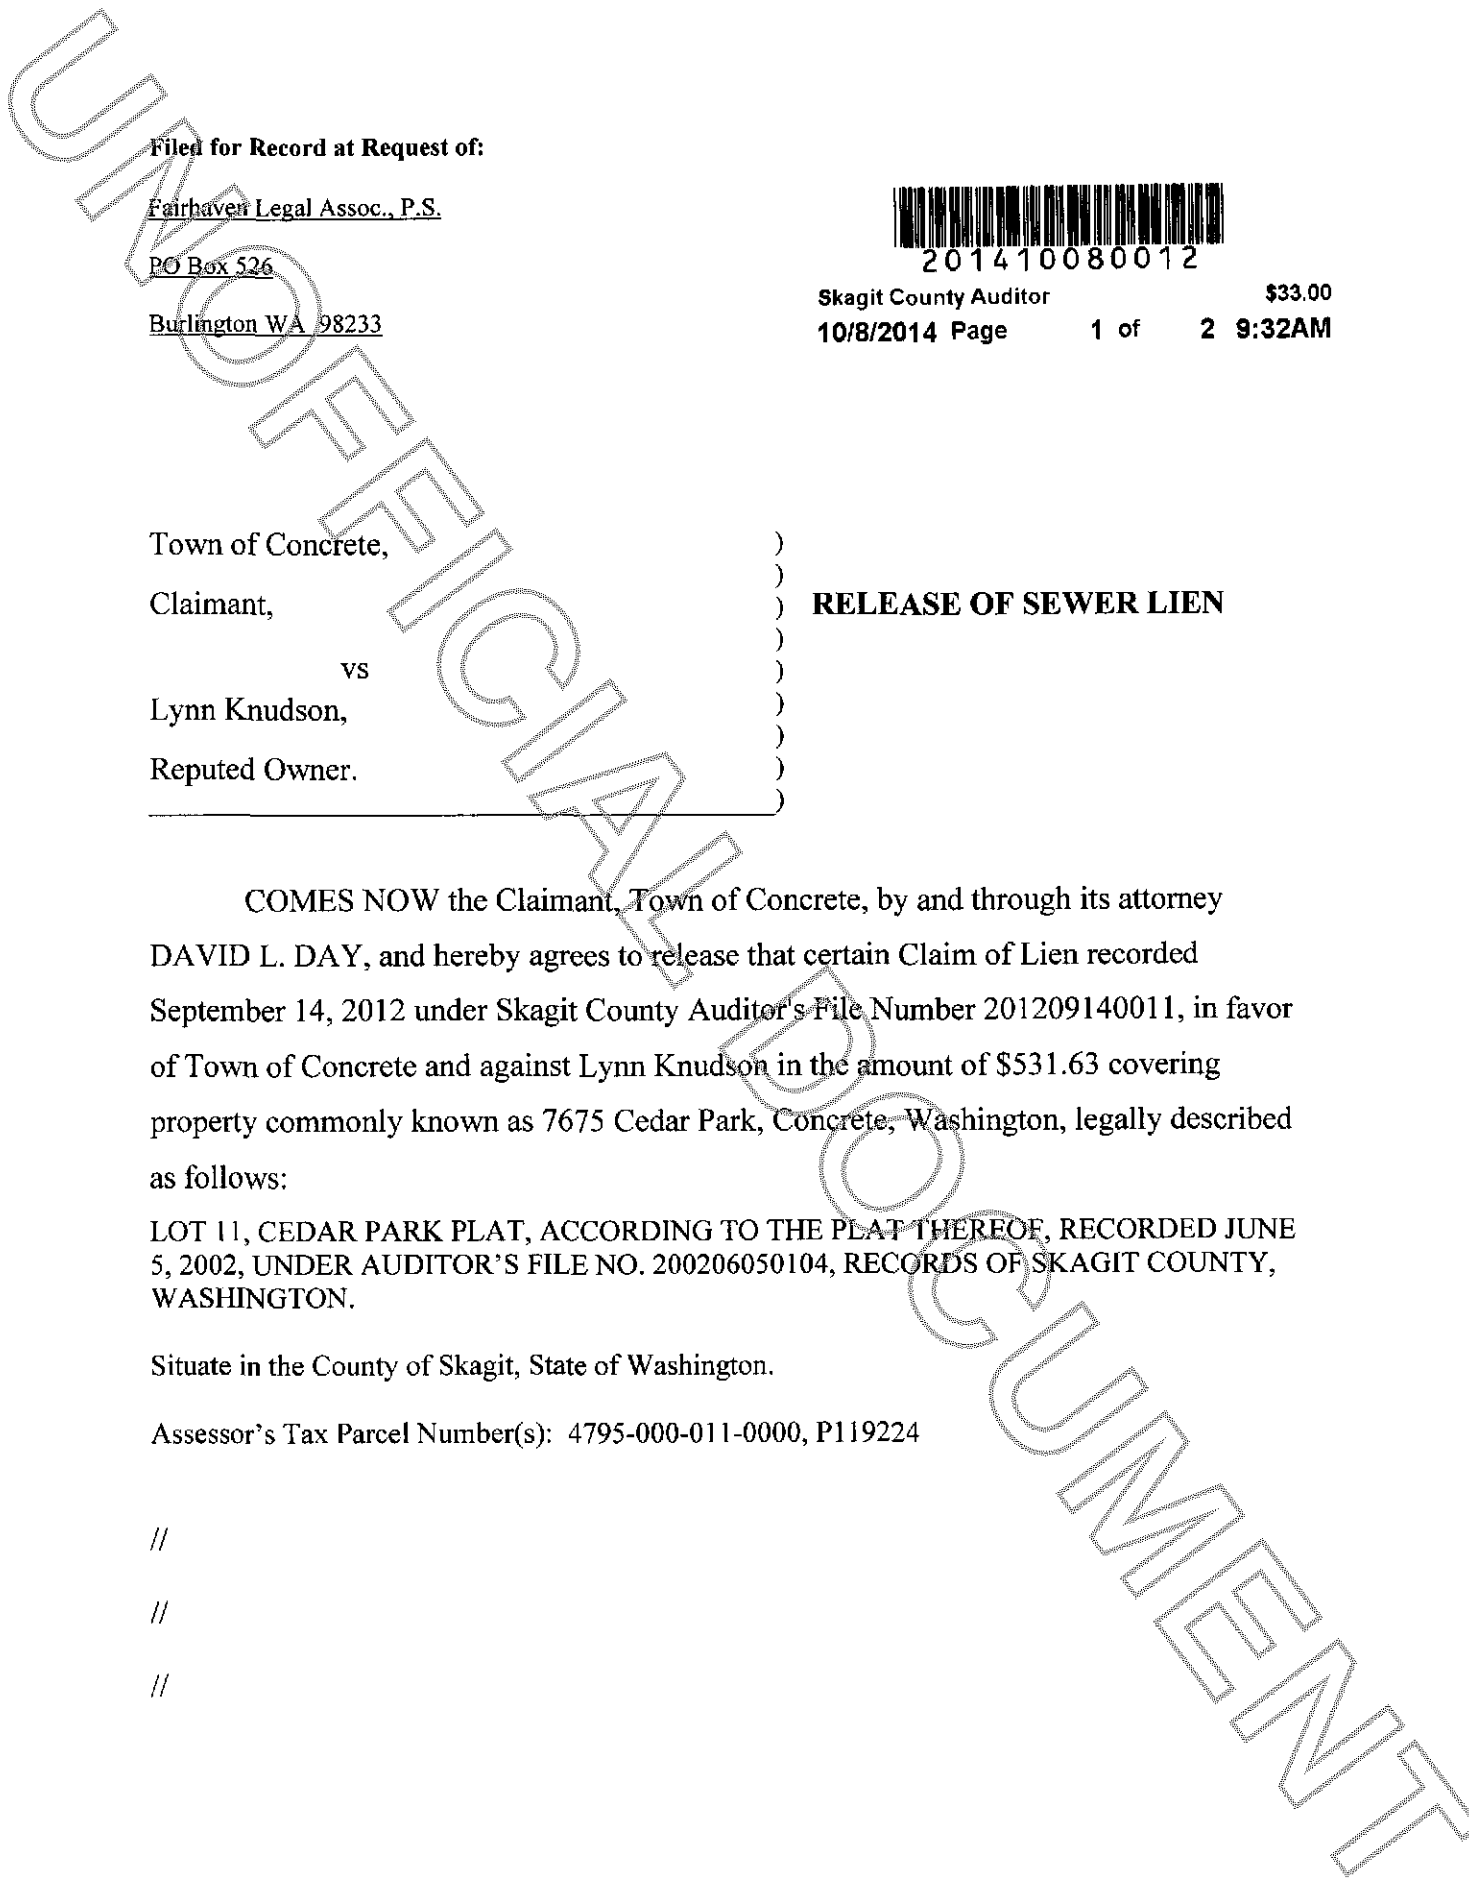 UNOFFICIAL DOCUMENT
Filed for Record at Request of:
Fairhaven Legal Assoc., P.S.
PO Box 526
Burlington WA 98233
201410080012
Skagit County Auditor $33.00
10/8/2014 Page 1 of 2 9:32AM
Town of Concrete, )
)
Claimant, ) RELEASE OF SEWER LIEN
)
vs )
Lynn Knudson, )
)
Reputed Owner. )
)
COMES NOW the Claimant, Town of Concrete, by and through its attorney
DAVID L. DAY, and hereby agrees to release that certain Claim of Lien recorded
September 14, 2012 under Skagit County Auditor's File Number 201209140011, in favor
of Town of Concrete and against Lynn Knudson in the amount of $531.63 covering
property commonly known as 7675 Cedar Park, Concrete, Washington, legally described
as follows:
LOT 11, CEDAR PARK PLAT, ACCORDING TO THE PLAT THEREOF, RECORDED JUNE
5, 2002, UNDER AUDITOR'S FILE NO. 200206050104, RECORDS OF SKAGIT COUNTY,
WASHINGTON.
Situate in the County of Skagit, State of Washington.
Assessor's Tax Parcel Number(s): 4795-000-011-0000, P119224
//
//
//